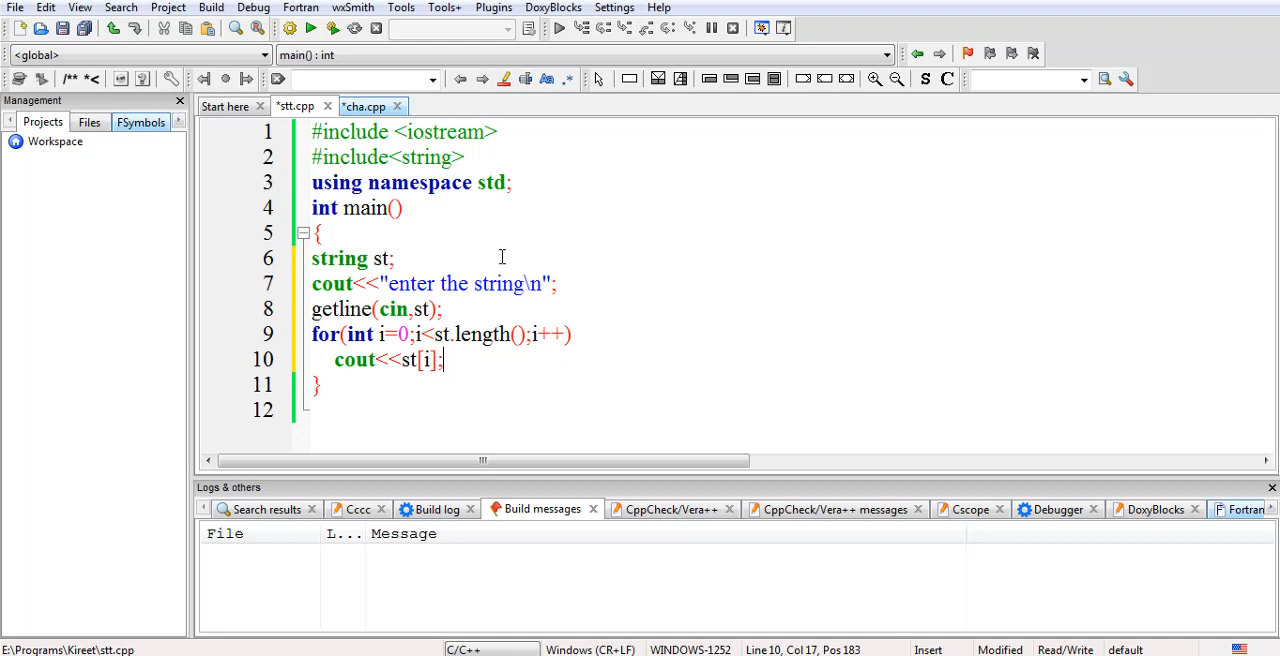 File Edit View Search Project Build Debug Fortran wxSmith Tools Tools+ Plugins DoxyBlocks Settings Help
<global> main() : int
/** *< Aa .* S C
Management
Projects Files FSymbols
Workspace
Start here *stt.cpp *cha.cpp
1 #include <iostream>
2 #include<string>
3 using namespace std;
4 int main()
5 {
6 string st;
7 cout<<"enter the string\n";
8 getline(cin,st);
9 for(int i=0;i<st.length();i++)
10 cout<<st[i];
11 }
12
Logs & others
Search results Cccc Build log Build messages CppCheck/Vera++ CppCheck/Vera++ messages Cscope Debugger DoxyBlocks Fortran
File L... Message
E:\Programs\Kireet\stt.cpp C/C++ Windows (CR+LF) WINDOWS-1252 Line 10, Col 17, Pos 183 Insert Modified Read/Write default